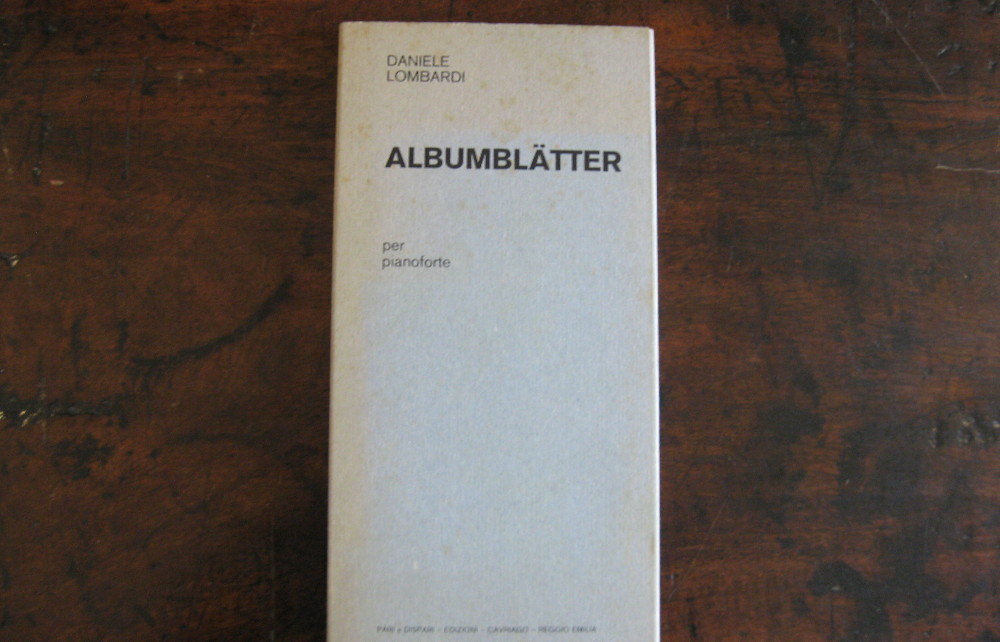 DANIELE
LOMBARDI
ALBUMBLÄTTER
per
pianoforte
PARI e DISPARI - EDIZIONI - CAVRIAGO - REGGIO EMILIA